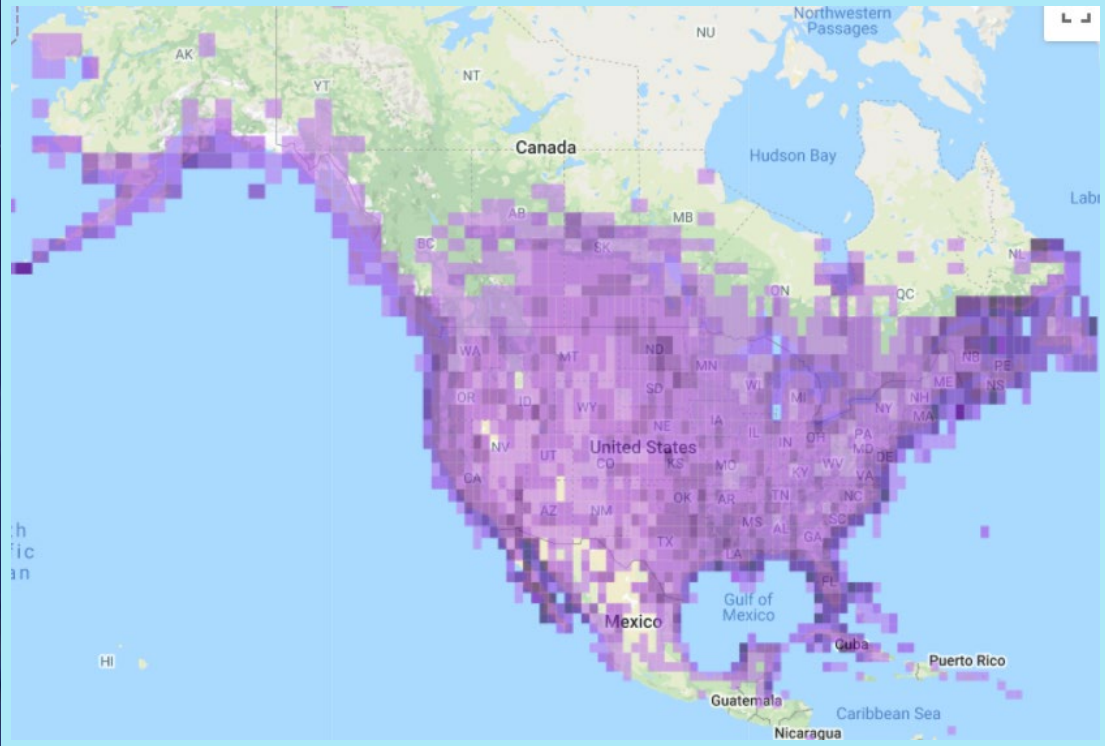 Northwestern
Passages
NU
AK
YT
NT
Canada
Hudson Bay
Labr
AB
MB
BC
SK
NL
ON
QC
WA
MT
ND
MN
NB
PE
OR
ID
WY
SD
WI
MI
ME
NS
NH
NY
MA
NE
IA
IL
IN
OH
PA
MD
DE
NV
UT
United States
CO
KS
MO
KY
WV
VA
CA
AZ
NM
OK
AR
TN
NC
SC
MS
AL
GA
TX
LA
th
fic
an
FL
Gulf of
Mexico
Mexico
Cuba
HI
Puerto Rico
Guatemala
Caribbean Sea
Nicaragua